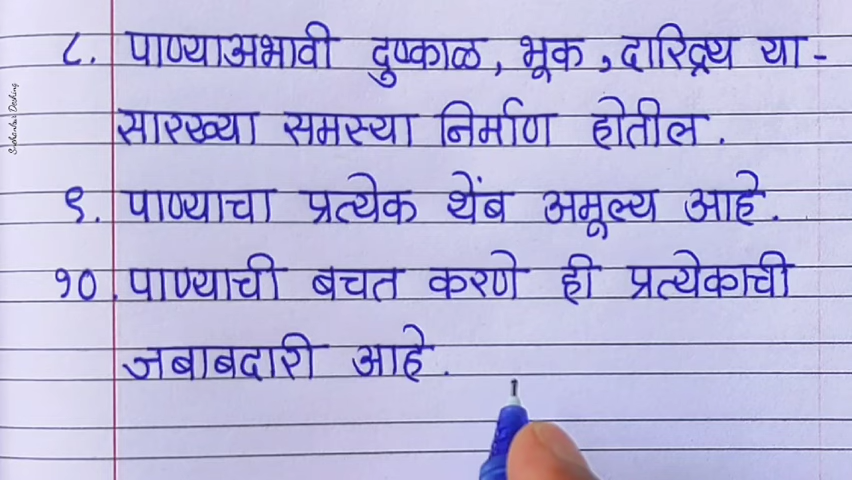 ८. पाण्याअभावी दुष्काळ, भूक, दारिद्र्य या-
सारख्या समस्या निर्माण होतील.
९. पाण्याचा प्रत्येक थेंब अमूल्य आहे.
१०. पाण्याची बचत करणे ही प्रत्येकाची
जबाबदारी आहे.